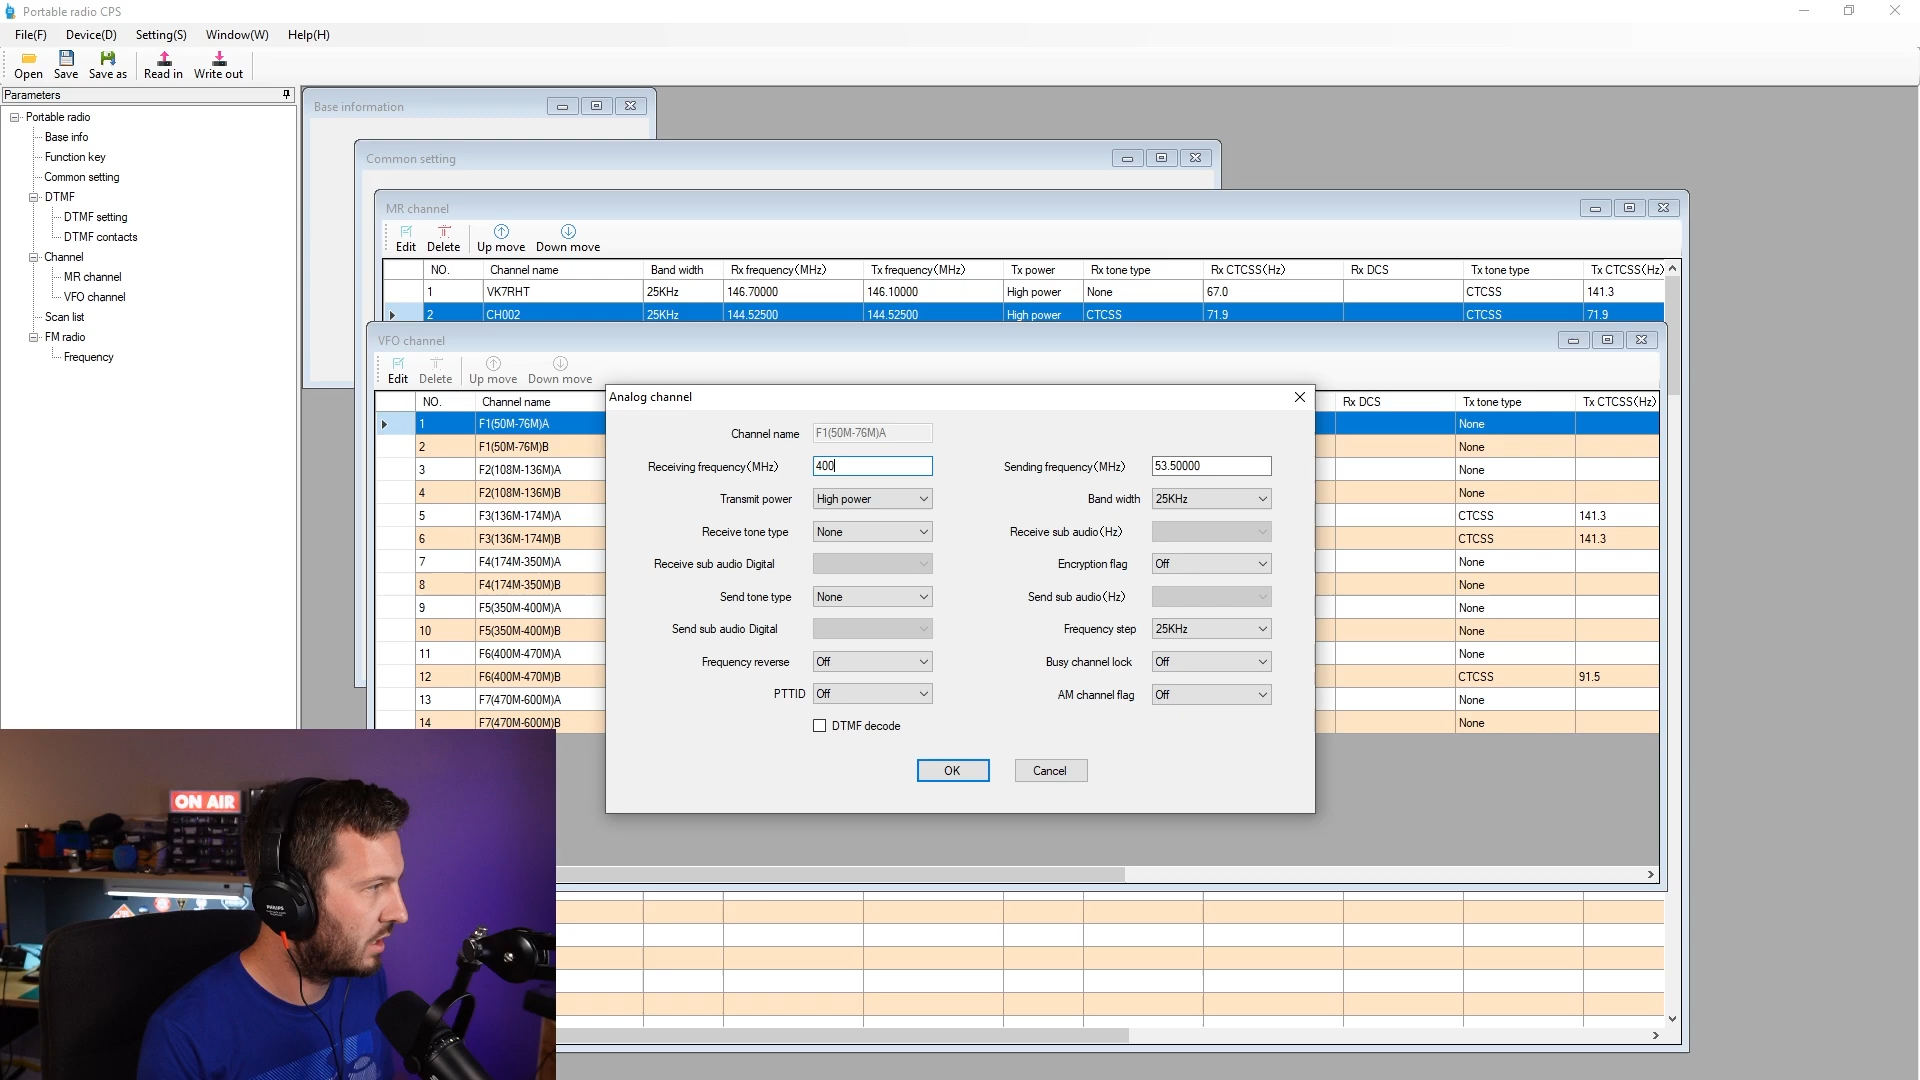 Portable radio CPS
File(F) Device(D) Setting(S) Window(W) Help(H)
Open Save Save as Read in Write out
Parameters
Portable radio
Base info
Function key
Common setting
DTMF
DTMF setting
DTMF contacts
Channel
MR channel
VFO channel
Scan list
FM radio
Frequency
Base information
Common setting
MR channel
Edit Delete Up move Down move
NO. Channel name Band width Rx frequency(MHz) Tx frequency(MHz) Tx power Rx tone type Rx CTCSS(Hz) Rx DCS Tx tone type Tx CTCSS(Hz)
1 VK7RHT 25KHz 146.70000 146.10000 High power None 67.0 CTCSS 141.3
2 CH002 25KHz 144.52500 144.52500 High power CTCSS 71.9 CTCSS 71.9
VFO channel
Edit Delete Up move Down move
NO. Channel name Rx DCS Tx tone type Tx CTCSS(Hz)
1 F1(50M-76M)A None
2 F1(50M-76M)B None
3 F2(108M-136M)A None
4 F2(108M-136M)B None
5 F3(136M-174M)A CTCSS 141.3
6 F3(136M-174M)B CTCSS 141.3
7 F4(174M-350M)A None
8 F4(174M-350M)B None
9 F5(350M-400M)A None
10 F5(350M-400M)B None
11 F6(400M-470M)A None
12 F6(400M-470M)B CTCSS 91.5
13 F7(470M-600M)A None
14 F7(470M-600M)B None
Analog channel
Channel name F1(50M-76M)A
Receiving frequency(MHz) 400 Sending frequency(MHz) 53.50000
Transmit power High power Band width 25KHz
Receive tone type None Receive sub audio(Hz)
Receive sub audio Digital Encryption flag Off
Send tone type None Send sub audio(Hz)
Send sub audio Digital Frequency step 25KHz
Frequency reverse Off Busy channel lock Off
PTTID Off AM channel flag Off
DTMF decode
OK Cancel
ON AIR
PHILIPS